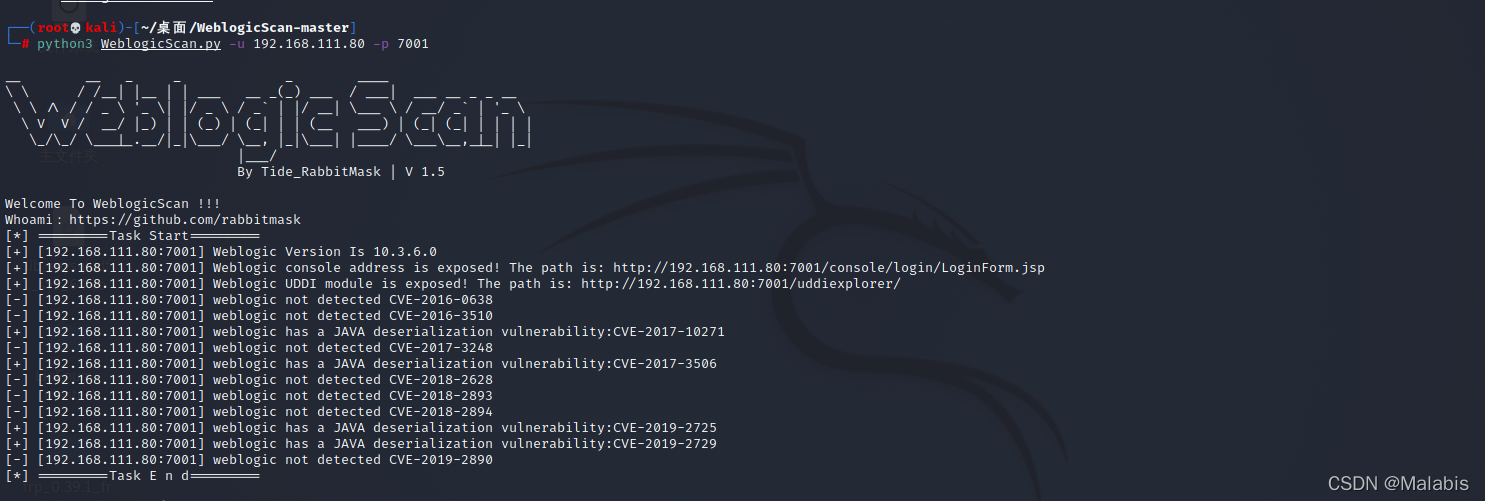 ┌──(root💀kali)-[~/桌面/WeblogicScan-master]
└─# python3 WeblogicScan.py -u 192.168.111.80 -p 7001
Weblogic Scan
By Tide_RabbitMask | V 1.5
Welcome To WeblogicScan !!!
Whoami：https://github.com/rabbitmask
[*] =========Task Start=========
[+] [192.168.111.80:7001] Weblogic Version Is 10.3.6.0
[+] [192.168.111.80:7001] Weblogic console address is exposed! The path is: http://192.168.111.80:7001/console/login/LoginForm.jsp
[+] [192.168.111.80:7001] Weblogic UDDI module is exposed! The path is: http://192.168.111.80:7001/uddiexplorer/
[-] [192.168.111.80:7001] weblogic not detected CVE-2016-0638
[-] [192.168.111.80:7001] weblogic not detected CVE-2016-3510
[+] [192.168.111.80:7001] weblogic has a JAVA deserialization vulnerability:CVE-2017-10271
[-] [192.168.111.80:7001] weblogic not detected CVE-2017-3248
[+] [192.168.111.80:7001] weblogic has a JAVA deserialization vulnerability:CVE-2017-3506
[-] [192.168.111.80:7001] weblogic not detected CVE-2018-2628
[-] [192.168.111.80:7001] weblogic not detected CVE-2018-2893
[-] [192.168.111.80:7001] weblogic not detected CVE-2018-2894
[+] [192.168.111.80:7001] weblogic has a JAVA deserialization vulnerability:CVE-2019-2725
[+] [192.168.111.80:7001] weblogic has a JAVA deserialization vulnerability:CVE-2019-2729
[-] [192.168.111.80:7001] weblogic not detected CVE-2019-2890
[*] =========Task E n d=========
主文件夹
CSDN @Malabis